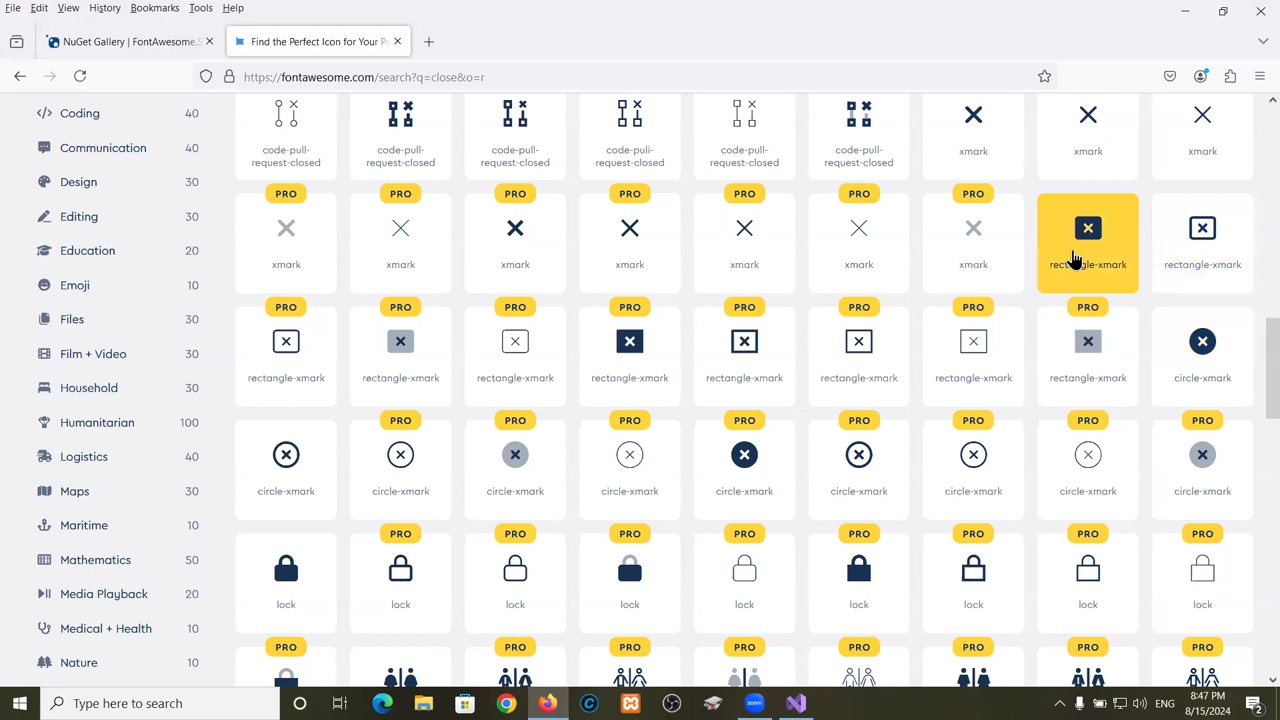 File Edit View History Bookmarks Tools Help
NuGet Gallery | FontAwesome.S
Find the Perfect Icon for Your Pr
https://fontawesome.com/search?q=close&o=r
Coding 40
Communication 40
Design 30
Editing 30
Education 20
Emoji 10
Files 30
Film + Video 30
Household 30
Humanitarian 100
Logistics 40
Maps 30
Maritime 10
Mathematics 50
Media Playback 20
Medical + Health 10
Nature 10
code-pull-request-closed code-pull-request-closed code-pull-request-closed code-pull-request-closed code-pull-request-closed code-pull-request-closed xmark xmark xmark
PRO PRO PRO PRO PRO PRO PRO
xmark xmark xmark xmark xmark xmark xmark rectangle-xmark rectangle-xmark
PRO PRO PRO PRO PRO PRO PRO PRO
rectangle-xmark rectangle-xmark rectangle-xmark rectangle-xmark rectangle-xmark rectangle-xmark rectangle-xmark rectangle-xmark circle-xmark
PRO PRO PRO PRO PRO PRO PRO PRO
circle-xmark circle-xmark circle-xmark circle-xmark circle-xmark circle-xmark circle-xmark circle-xmark circle-xmark
PRO PRO PRO PRO PRO PRO PRO PRO
lock lock lock lock lock lock lock lock lock
PRO PRO PRO PRO PRO PRO PRO PRO
Type here to search
ENG
8:47 PM
8/15/2024
2